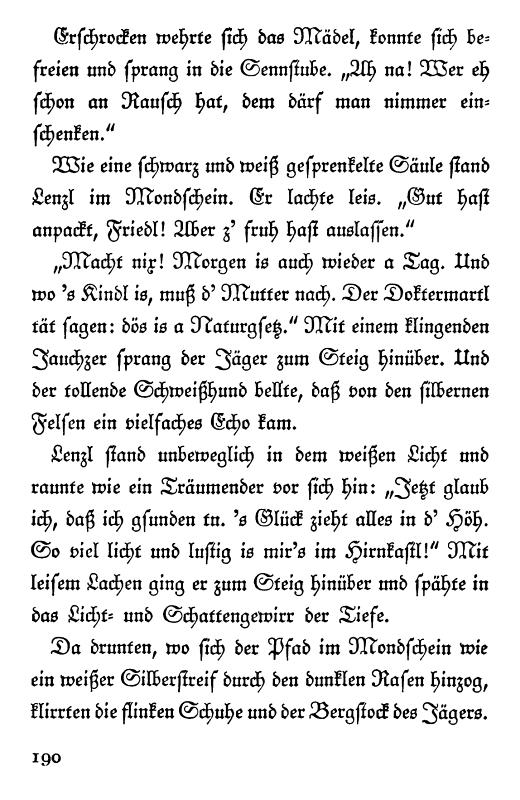 Erschrocken wehrte sich das Mädel, konnte sich be-
freien und sprang in die Sennstube. „Ah na! Wer eh
schon an Rausch hat, dem därf man nimmer ein-
schenken.“
Wie eine schwarz und weiß gesprenkelte Säule stand
Lenzl im Mondschein. Er lachte leis. „Gut hast
anpackt, Friedl! Aber z' fruh hast auslassen.“
„Macht nix! Morgen is auch wieder a Tag. Und
wo 's Kindl is, muß d' Mutter nach. Der Doktermartl
tät sagen: dös is a Naturgsetz.“ Mit einem klingenden
Jauchzer sprang der Jäger zum Steig hinüber. Und
der tollende Schweißhund bellte, daß von den silbernen
Felsen ein vielfaches Echo kam.
Lenzl stand unbeweglich in dem weißen Licht und
raunte wie ein Träumender vor sich hin: „Jetzt glaub
ich, daß ich gsunden tu. 's Glück zieht alles in d' Höh.
So viel licht und lustig is mir's im Hirnkastl!“ Mit
leisem Lachen ging er zum Steig hinüber und spähte in
das Licht- und Schattengewirr der Tiefe.
Da drunten, wo sich der Pfad im Mondschein wie
ein weißer Silberstreif durch den dunklen Rasen hinzog,
klirrten die flinken Schuhe und der Bergstock des Jägers.
190